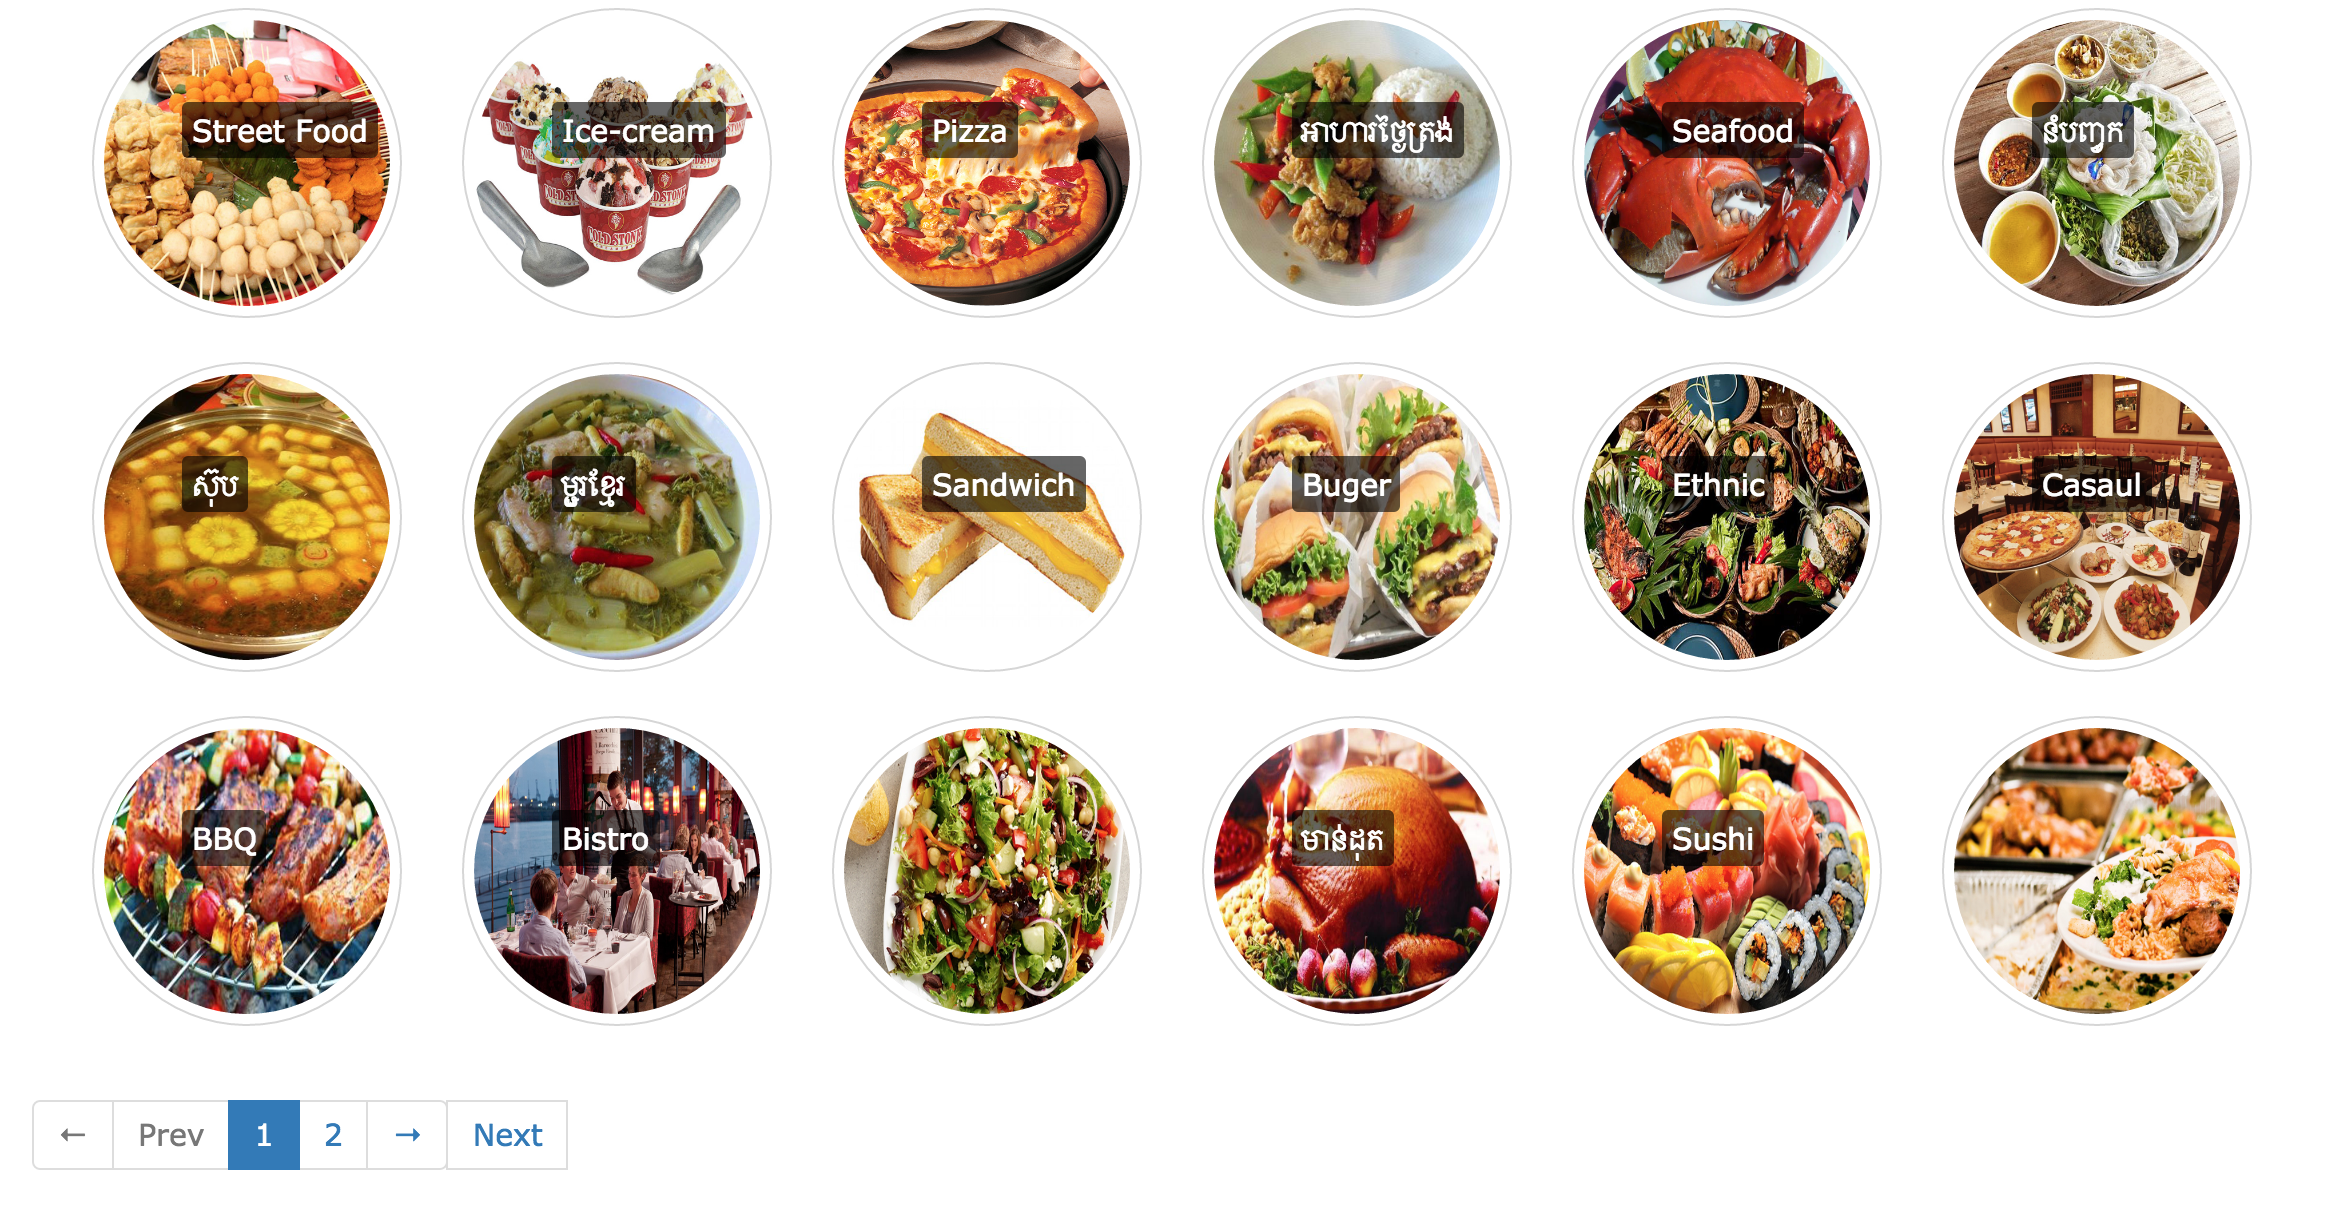 Street Food
Ice-cream
Pizza
អាហារថ្ងៃត្រង់
Seafood
នំបញ្ចុក
COLD STONE
ស៊ុប
ម្ជូរខ្មែរ
Sandwich
Buger
Ethnic
Casaul
BBQ
Bistro
មាន់ដុត
Sushi
← Prev 1 2 → Next